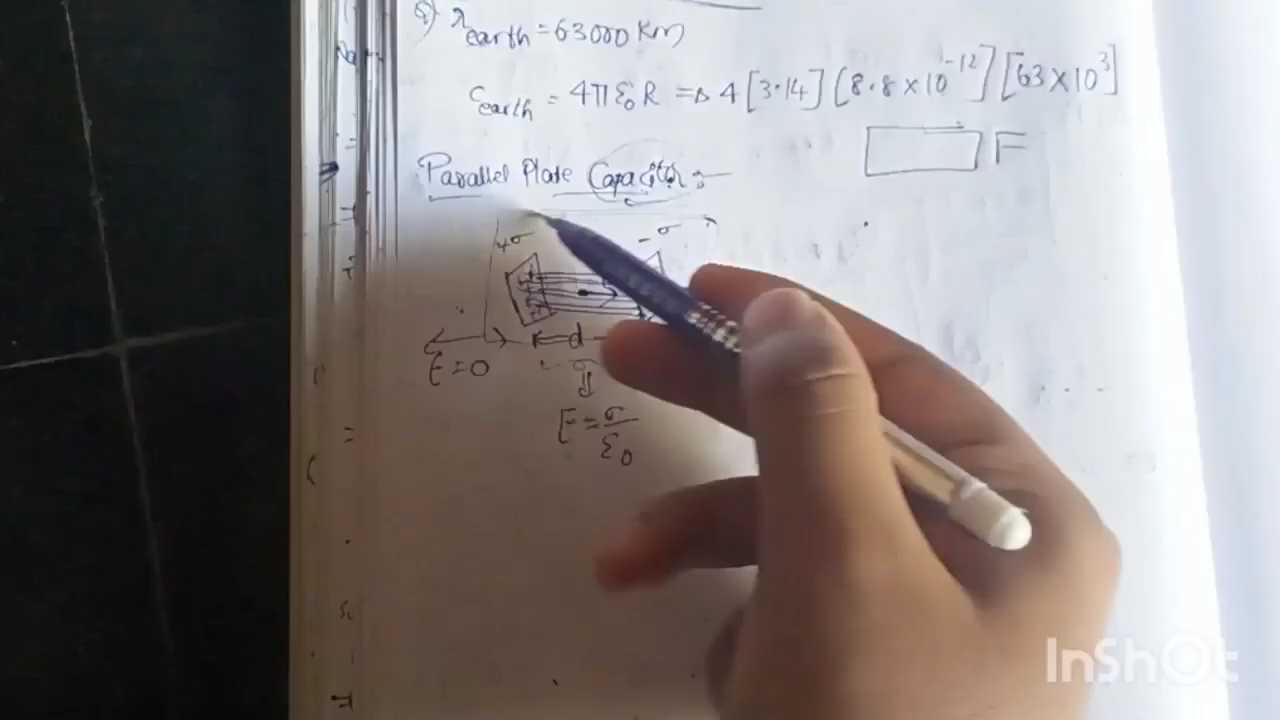 r earth = 63000 Km
C earth = 4πε₀R ⇒ 4[3.14][8.8×10⁻¹²][63×10³]
F
Parallel Plate Capacitor:-
+σ -σ
d
E=0
E=σ/ε₀
InShOt